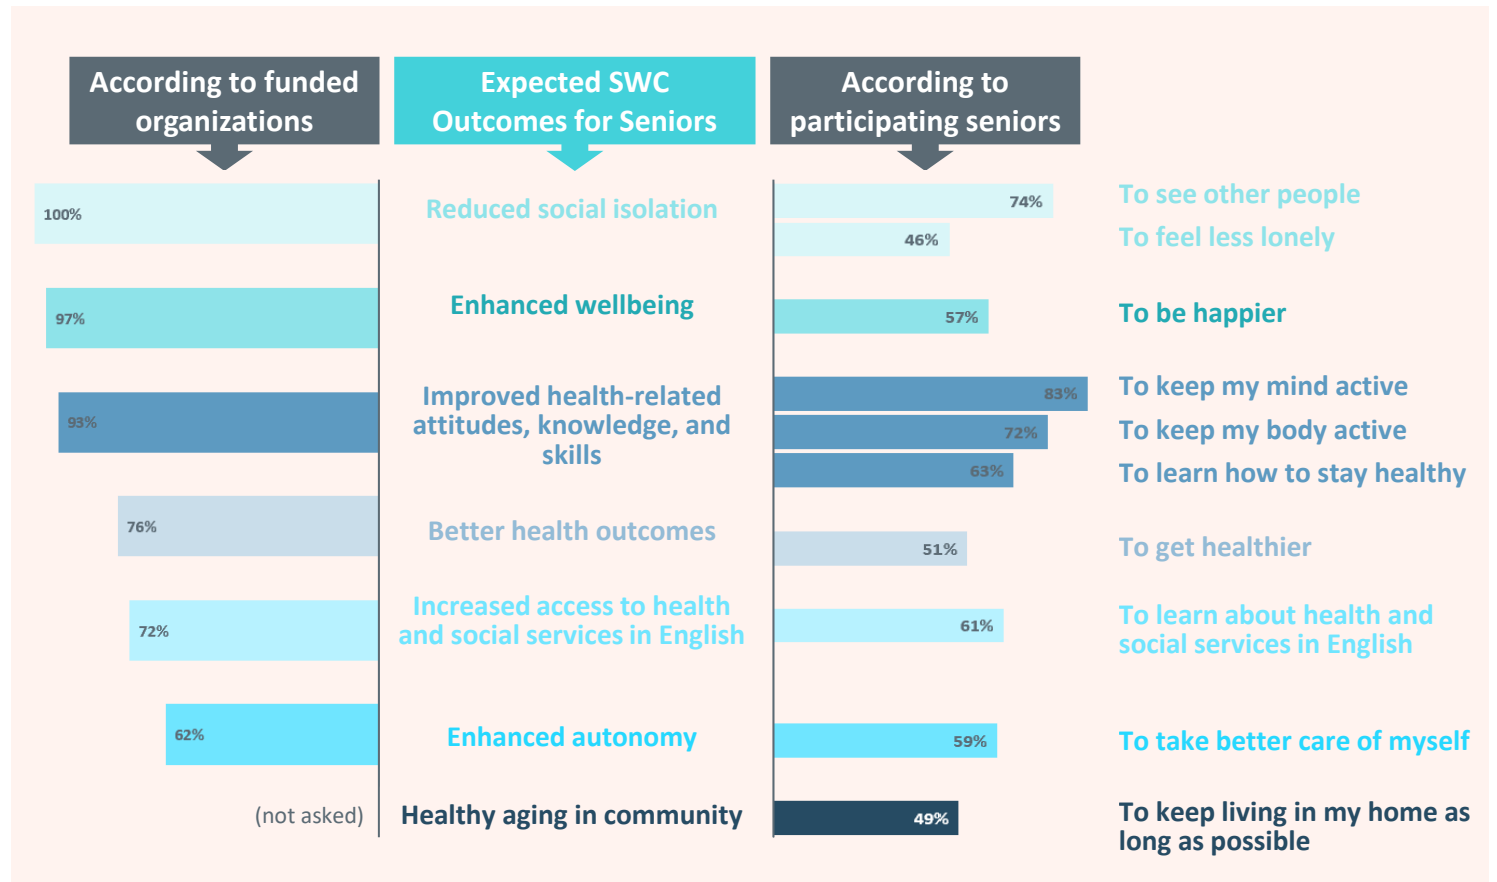 According to funded
organizations
Expected SWC
Outcomes for Seniors
According to
participating seniors
100%
Reduced social isolation
74%
To see other people
46%
To feel less lonely
97%
Enhanced wellbeing
57%
To be happier
93%
Improved health-related
attitudes, knowledge, and
skills
83%
To keep my mind active
72%
To keep my body active
63%
To learn how to stay healthy
76%
Better health outcomes
51%
To get healthier
72%
Increased access to health
and social services in English
61%
To learn about health and
social services in English
62%
Enhanced autonomy
59%
To take better care of myself
(not asked)
Healthy aging in community
49%
To keep living in my home as
long as possible